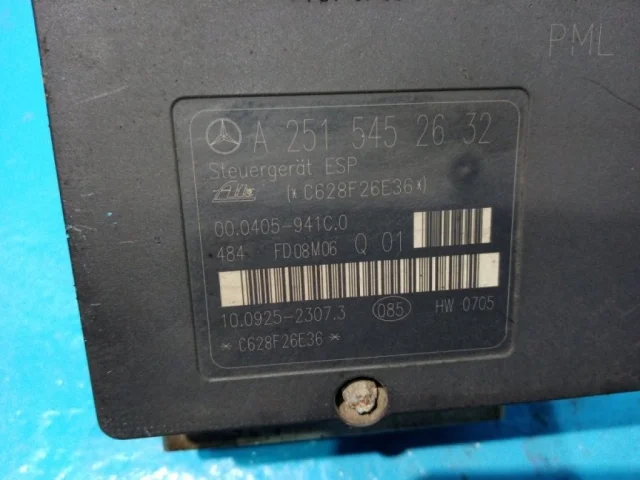 PML
A 251 545 26 32
Steuergerät ESP
Ate (*C628F26E36*)
00.0405-941C.0
484 FD08M06 Q 01
10.0925-2307.3 085 HW 0705
*C628F26E36*